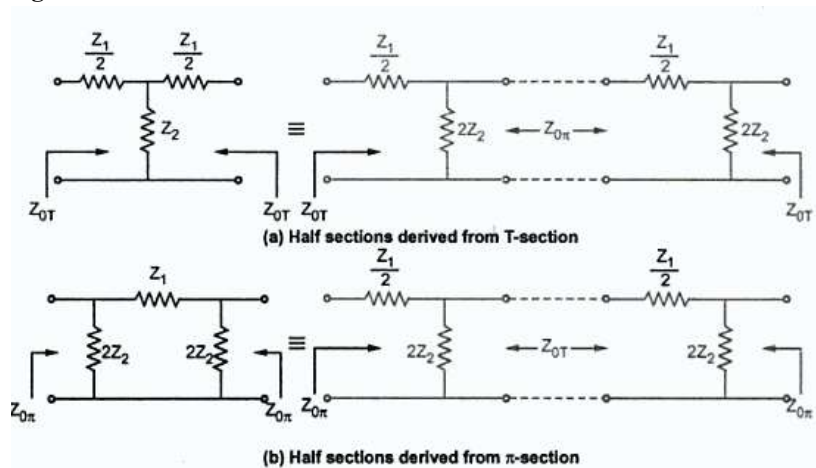 Z₁/2 Z₁/2
Z₂
Z₀T
Z₀T
≡
Z₁/2
2Z₂
Z₀π
Z₁/2
2Z₂
Z₀T
Z₀T
(a) Half sections derived from T-section
Z₁
2Z₂
2Z₂
Z₀π
Z₀π
≡
Z₁/2
2Z₂
Z₀T
Z₁/2
2Z₂
Z₀π
Z₀π
(b) Half sections derived from π-section